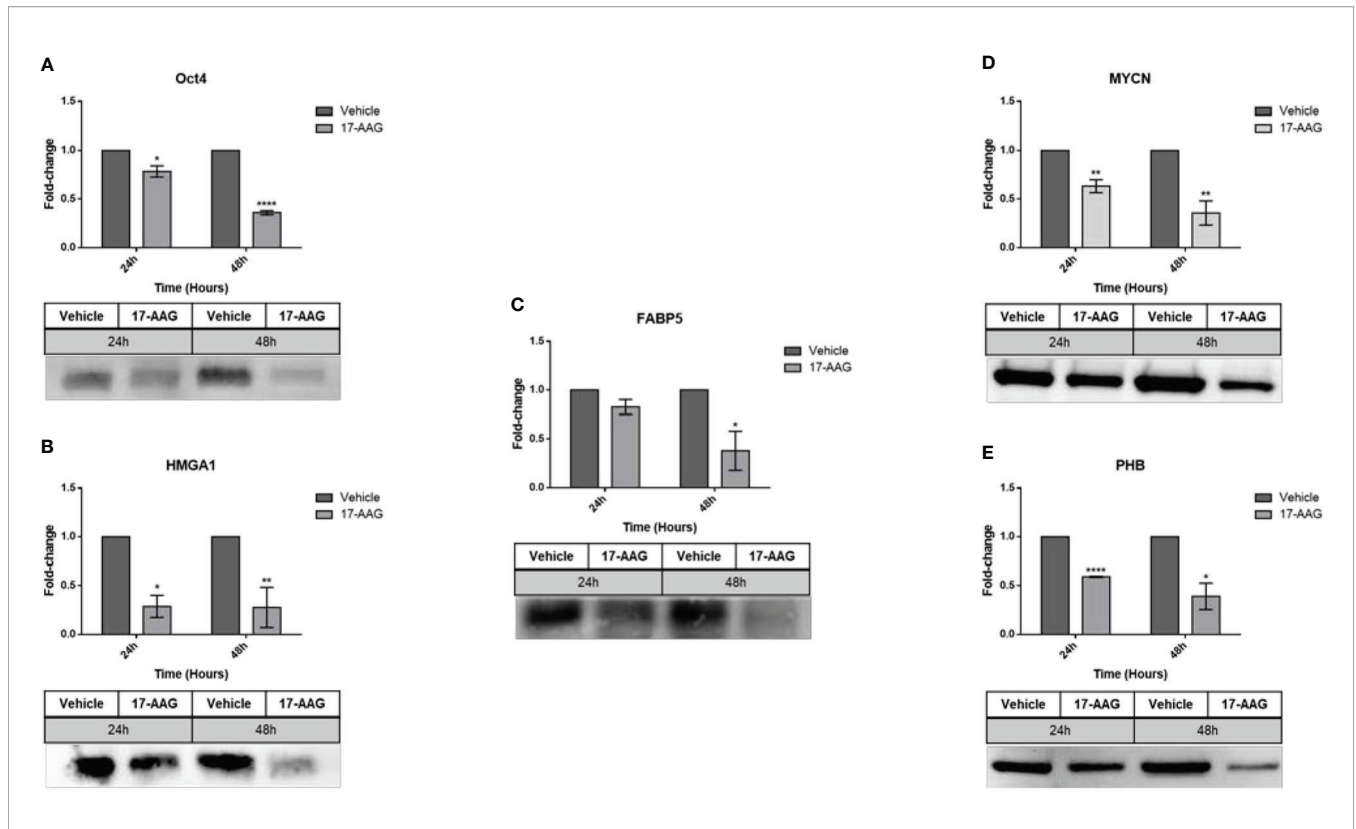 A
Oct4
1.5
1.0
0.5
0.0
Fold-change
*
****
24h
48h
Time (Hours)
Vehicle
17-AAG
Vehicle 17-AAG Vehicle 17-AAG
24h 48h
B
HMGA1
1.5
1.0
0.5
0.0
Fold-change
*
**
24h
48h
Time (Hours)
Vehicle
17-AAG
Vehicle 17-AAG Vehicle 17-AAG
24h 48h
C
FABP5
1.5
1.0
0.5
0.0
Fold-change
*
24h
48h
Time (Hours)
Vehicle
17-AAG
Vehicle 17-AAG Vehicle 17-AAG
24h 48h
D
MYCN
1.5
1.0
0.5
0.0
Fold-change
**
**
24h
48h
Time (Hours)
Vehicle
17-AAG
Vehicle 17-AAG Vehicle 17-AAG
24h 48h
E
PHB
1.5
1.0
0.5
0.0
Fold-change
****
*
24h
48h
Time (Hours)
Vehicle
17-AAG
Vehicle 17-AAG Vehicle 17-AAG
24h 48h